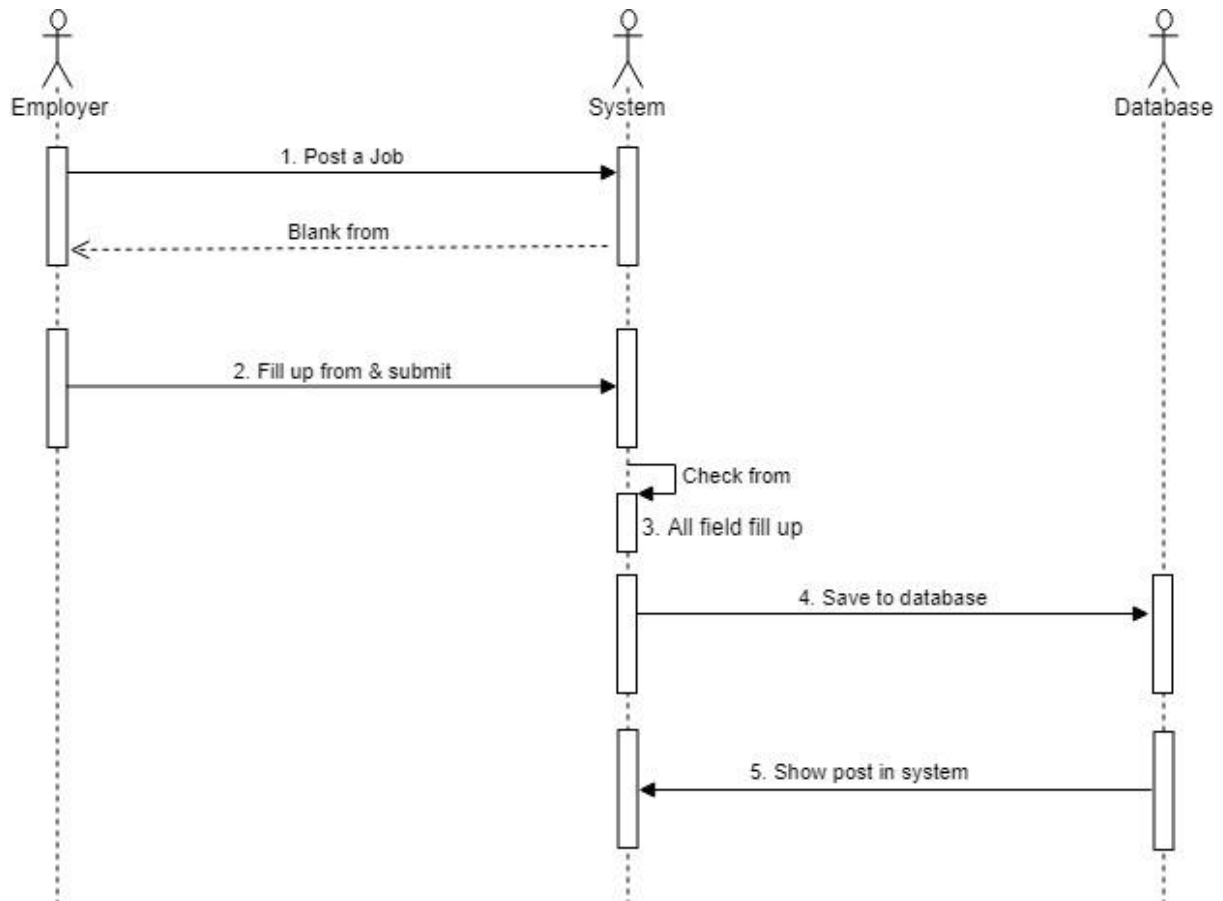 Employer
System
Database
1. Post a Job
Blank from
2. Fill up from & submit
Check from
3. All field fill up
4. Save to database
5. Show post in system